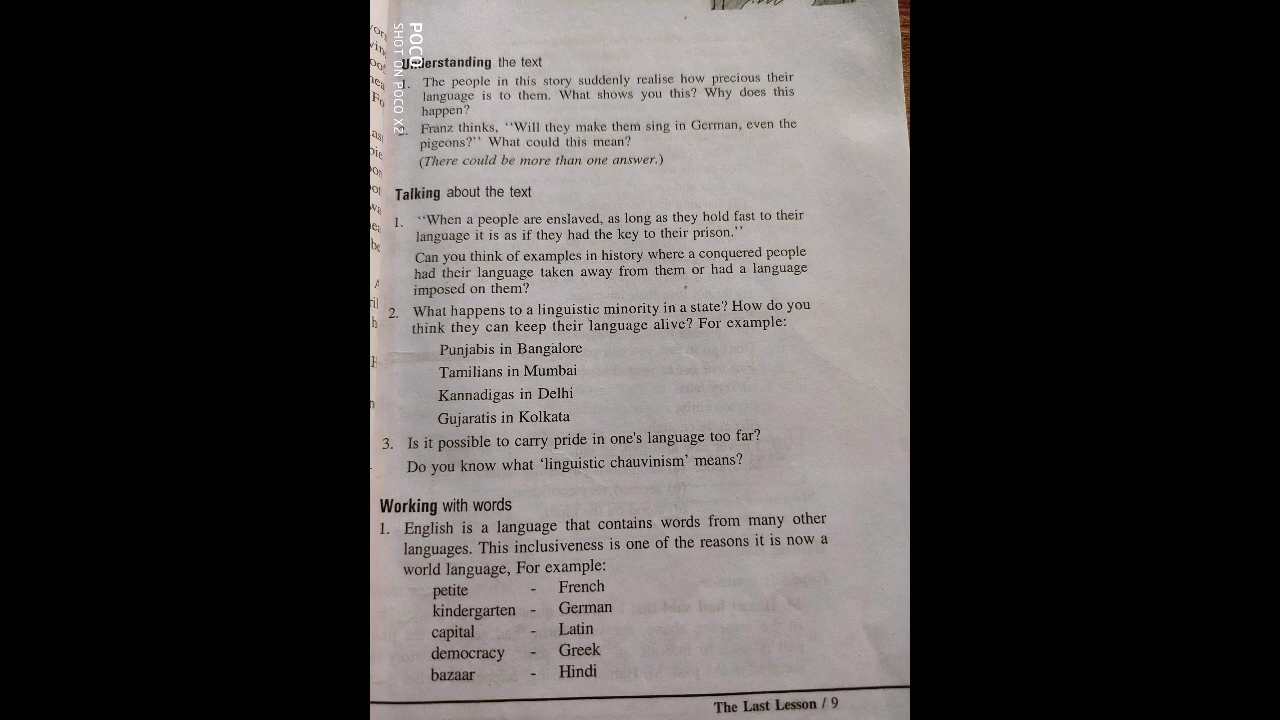 POCO
SHOT ON POCO X2
Understanding the text
1. The people in this story suddenly realise how precious their
language is to them. What shows you this? Why does this
happen?
Franz thinks, ‘‘Will they make them sing in German, even the
pigeons?’’ What could this mean?
(There could be more than one answer.)
Talking about the text
1. ‘‘When a people are enslaved, as long as they hold fast to their
language it is as if they had the key to their prison.’’
Can you think of examples in history where a conquered people
had their language taken away from them or had a language
imposed on them?
2. What happens to a linguistic minority in a state? How do you
think they can keep their language alive? For example:
Punjabis in Bangalore
Tamilians in Mumbai
Kannadigas in Delhi
Gujaratis in Kolkata
3. Is it possible to carry pride in one's language too far?
Do you know what ‘linguistic chauvinism’ means?
Working with words
1. English is a language that contains words from many other
languages. This inclusiveness is one of the reasons it is now a
world language, For example:
petite - French
kindergarten - German
capital - Latin
democracy - Greek
bazaar - Hindi
The Last Lesson / 9